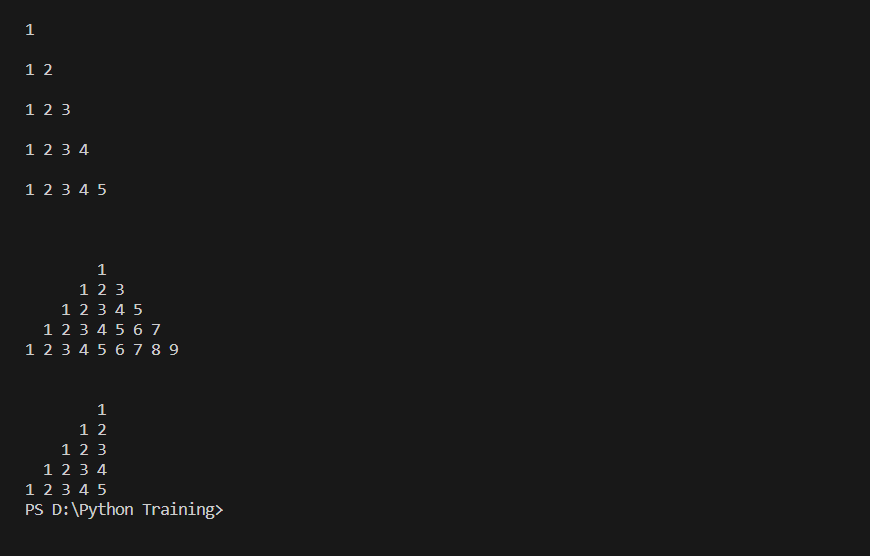 1
1 2
1 2 3
1 2 3 4
1 2 3 4 5
        1
      1 2 3
    1 2 3 4 5
  1 2 3 4 5 6 7
1 2 3 4 5 6 7 8 9
        1
      1 2
    1 2 3
  1 2 3 4
1 2 3 4 5
PS D:\Python Training>